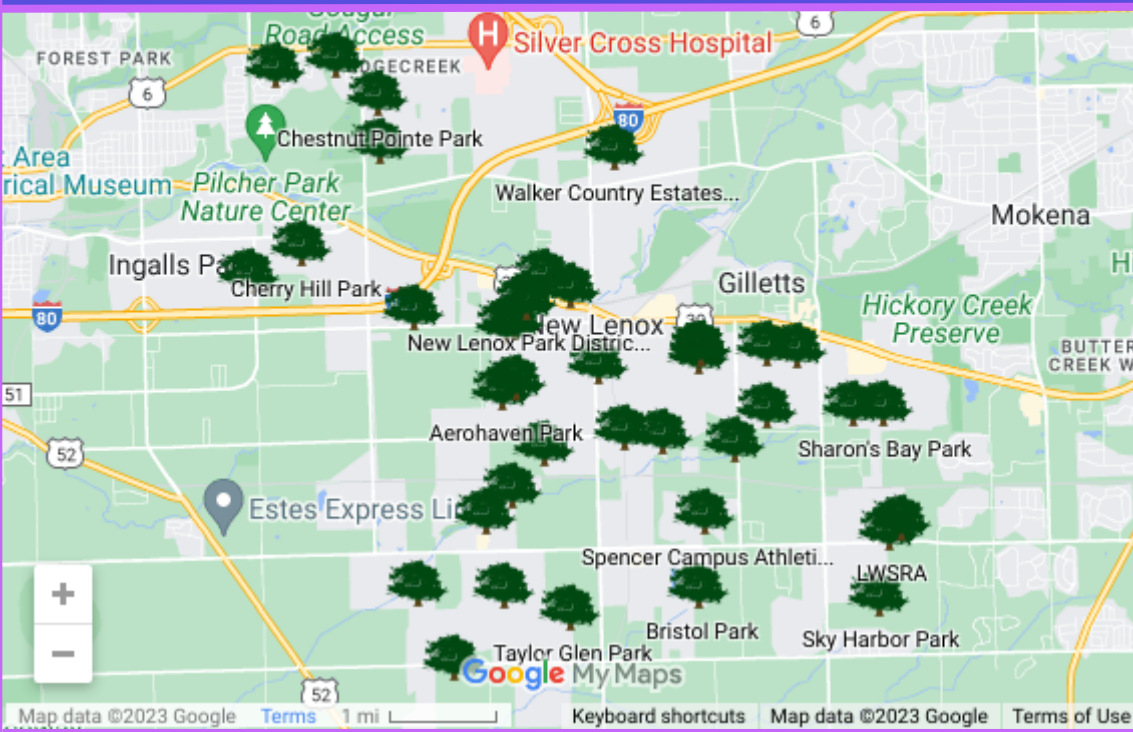 Cougar
Road Access
6
Silver Cross Hospital
H
FOREST PARK
DGECREEK
6
80
Chestnut Pointe Park
Area
rical Museum
Pilcher Park
Nature Center
Walker Country Estates...
Mokena
Ingalls Pa
Cherry Hill Park
Gilletts
H
80
Hickory Creek
Preserve
New Lenox
30
New Lenox Park Distric...
BUTTER
CREEK W
51
Aerohaven Park
52
Sharon's Bay Park
Estes Express Li
Spencer Campus Athleti...
LWSRA
+
Bristol Park
Sky Harbor Park
Taylor Glen Park
−
Google My Maps
52
Map data ©2023 Google
Terms
1 mi
Keyboard shortcuts
Map data ©2023 Google
Terms of Use